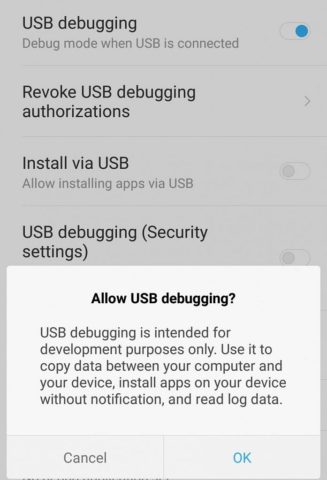 USB debugging
Debug mode when USB is connected
Revoke USB debugging
authorizations
Install via USB
Allow installing apps via USB
USB debugging (Security
settings)
Allow USB debugging?
USB debugging is intended for
development purposes only. Use it to
copy data between your computer and
your device, install apps on your device
without notification, and read log data.
Cancel
OK